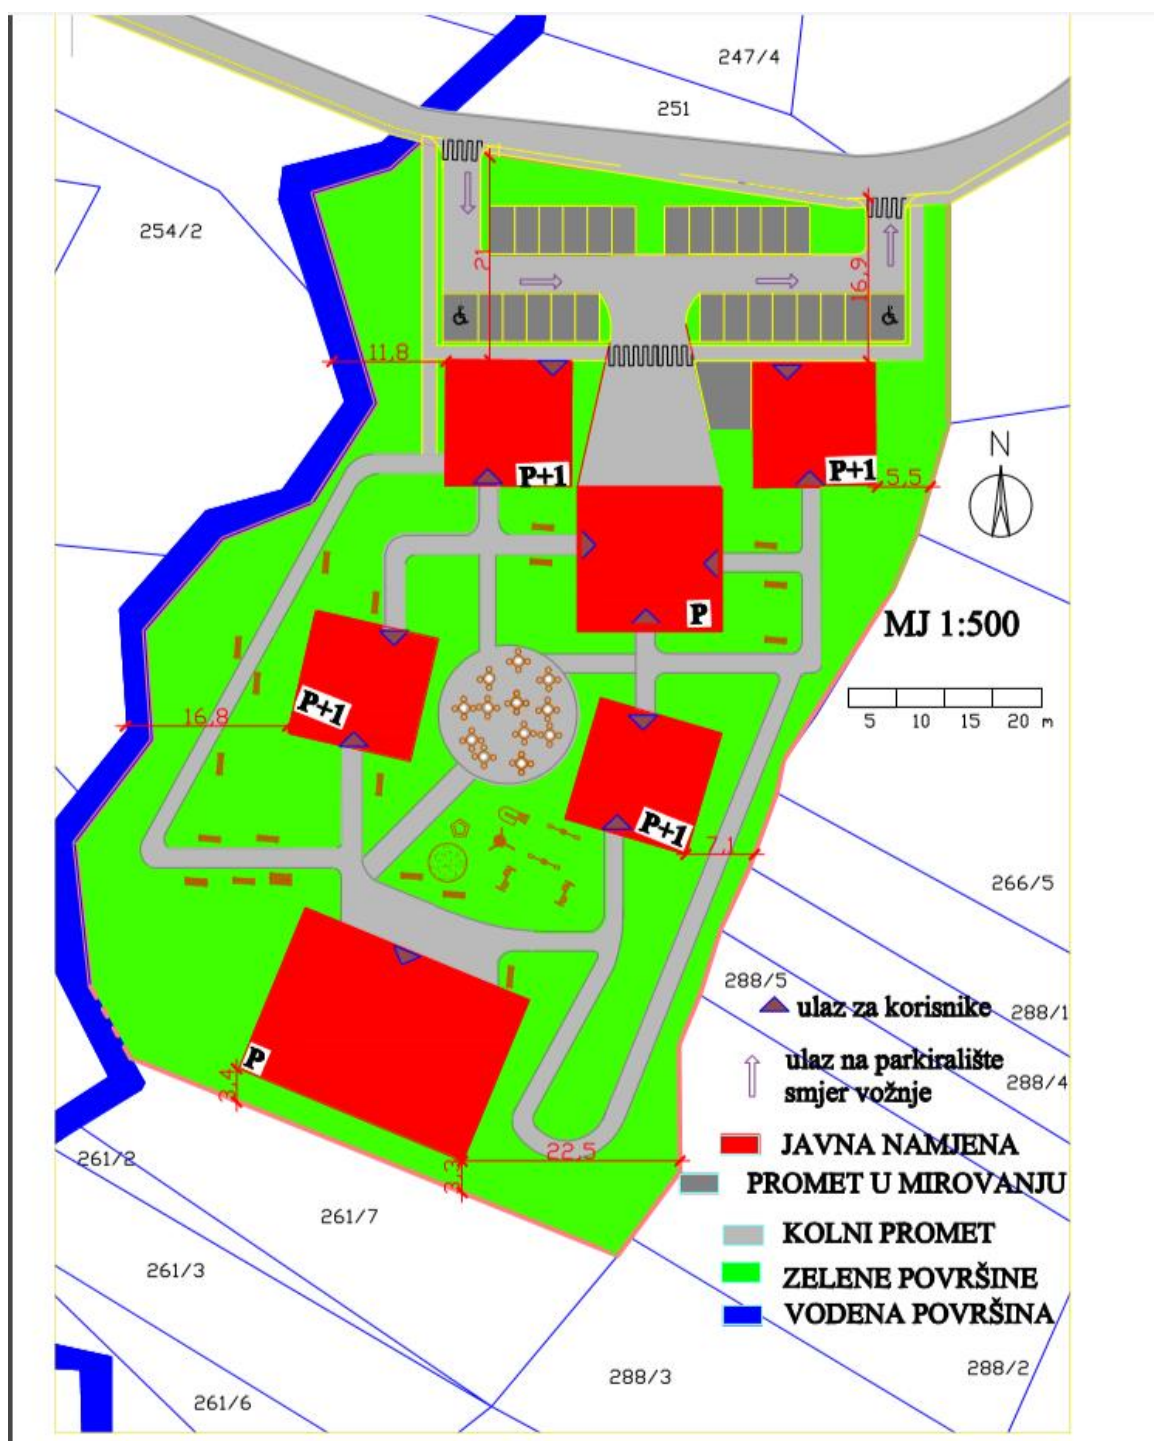 247/4
251
254/2
21
16,9
11,8
P+1
P+1
5,5
N
P
MJ 1:500
P+1
16,8
5 10 15 20 m
P+1
7,1
266/5
288/5
ulaz za korisnike
288/1
ulaz na parkiralište
smjer vožnje
288/4
P
3,4
JAVNA NAMJENA
22,5
261/2
3,3
PROMET U MIROVANJU
261/7
KOLNI PROMET
261/3
ZELENE POVRŠINE
VODENA POVRŠINA
288/2
288/3
261/6